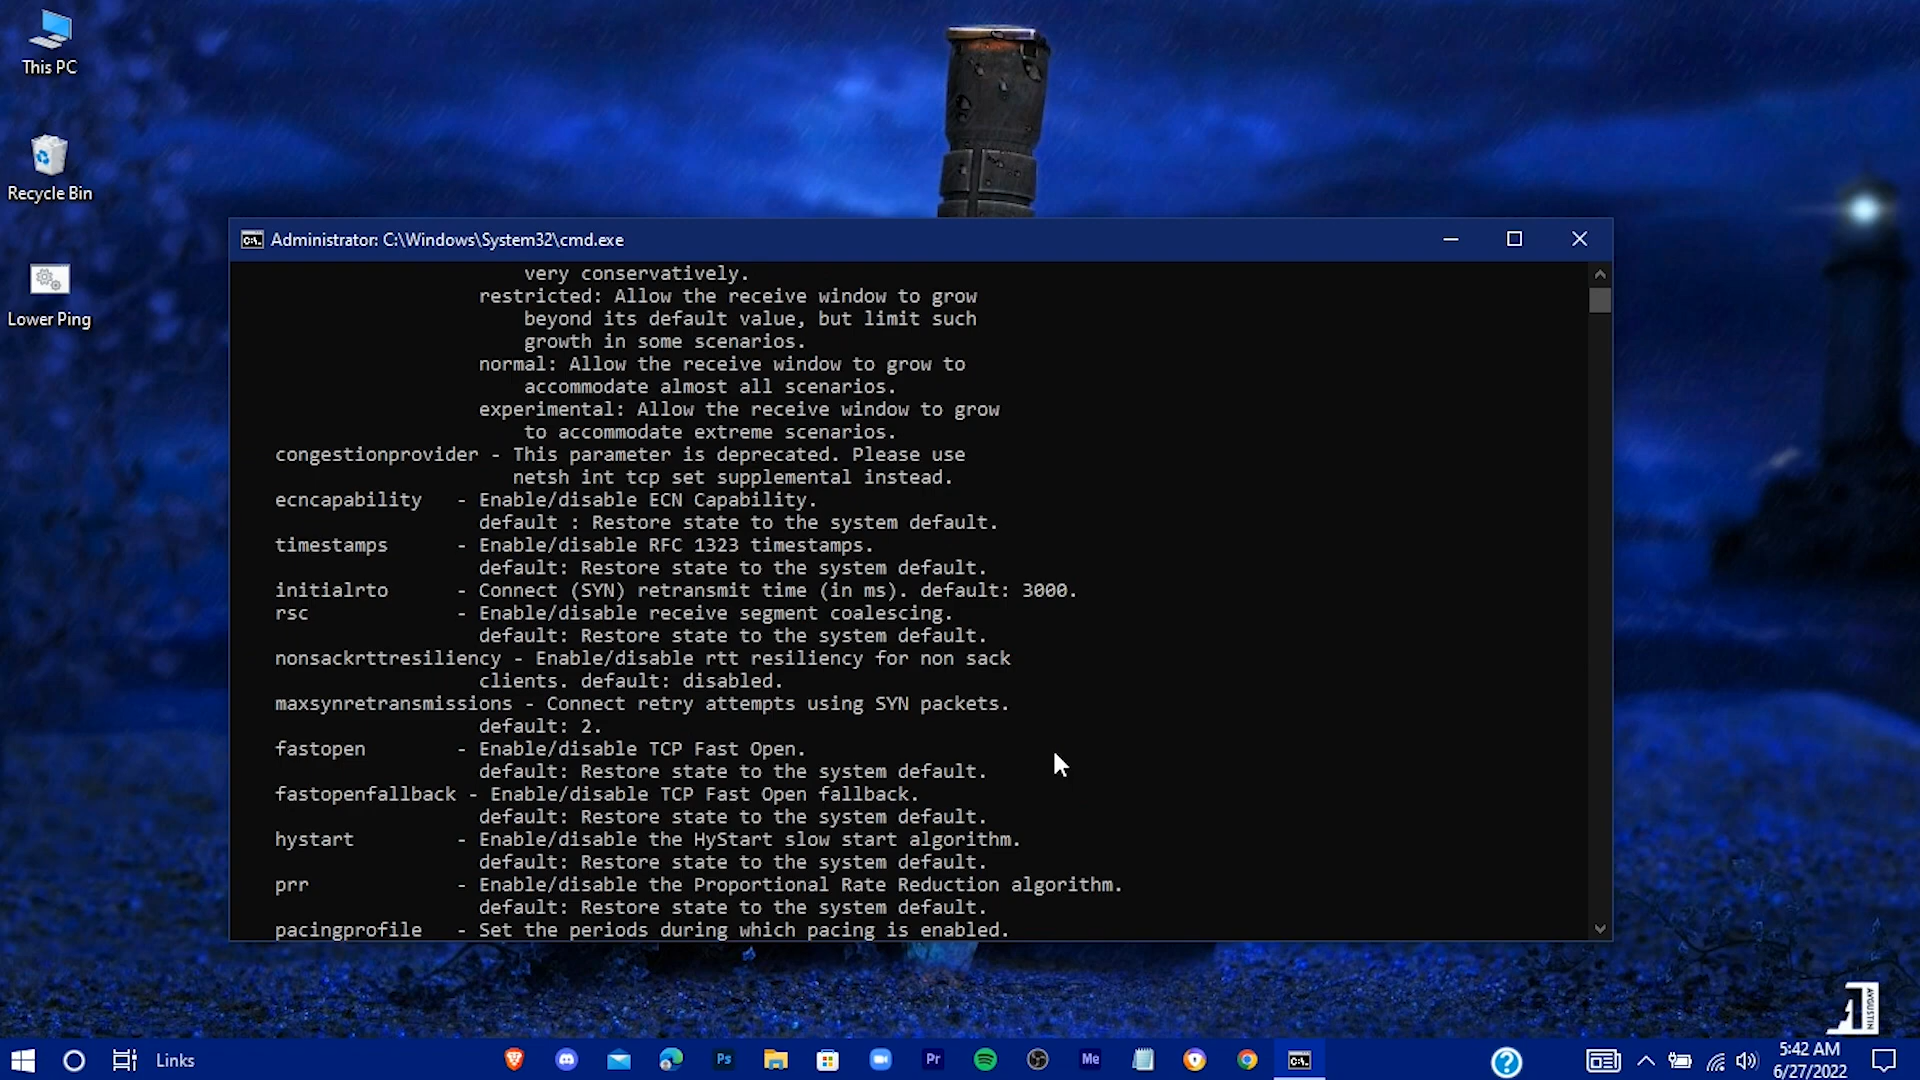 This PC
Recycle Bin
Lower Ping
Administrator: C:\Windows\System32\cmd.exe
very conservatively.
restricted: Allow the receive window to grow
beyond its default value, but limit such
growth in some scenarios.
normal: Allow the receive window to grow to
accommodate almost all scenarios.
experimental: Allow the receive window to grow
to accommodate extreme scenarios.
congestionprovider - This parameter is deprecated. Please use
netsh int tcp set supplemental instead.
ecncapability - Enable/disable ECN Capability.
default : Restore state to the system default.
timestamps - Enable/disable RFC 1323 timestamps.
default: Restore state to the system default.
initialrto - Connect (SYN) retransmit time (in ms). default: 3000.
rsc - Enable/disable receive segment coalescing.
default: Restore state to the system default.
nonsackrttresiliency - Enable/disable rtt resiliency for non sack
clients. default: disabled.
maxsynretransmissions - Connect retry attempts using SYN packets.
default: 2.
fastopen - Enable/disable TCP Fast Open.
default: Restore state to the system default.
fastopenfallback - Enable/disable TCP Fast Open fallback.
default: Restore state to the system default.
hystart - Enable/disable the HyStart slow start algorithm.
default: Restore state to the system default.
prr - Enable/disable the Proportional Rate Reduction algorithm.
default: Restore state to the system default.
pacingprofile - Set the periods during which pacing is enabled.
AVGUSTIN
Links
Ps
Pr
Me
5:42 AM
6/27/2022